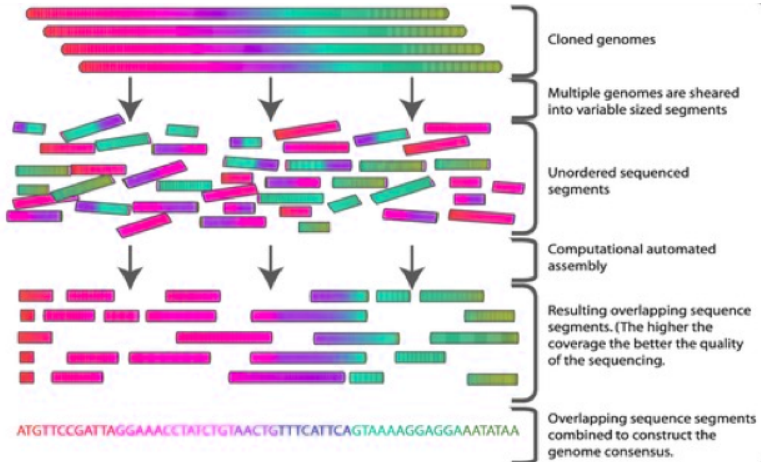 Cloned genomes
Multiple genomes are sheared
into variable sized segments
Unordered sequenced
segments
Computational automated
assembly
Resulting overlapping sequence
segments. (The higher the
coverage the better the quality
of the sequencing.
ATGTTCCGATTAGGAAACCTATCTGTAACTGTTTCATTCAGTAAAAGGAGGAAATATAA
Overlapping sequence segments
combined to construct the
genome consensus.